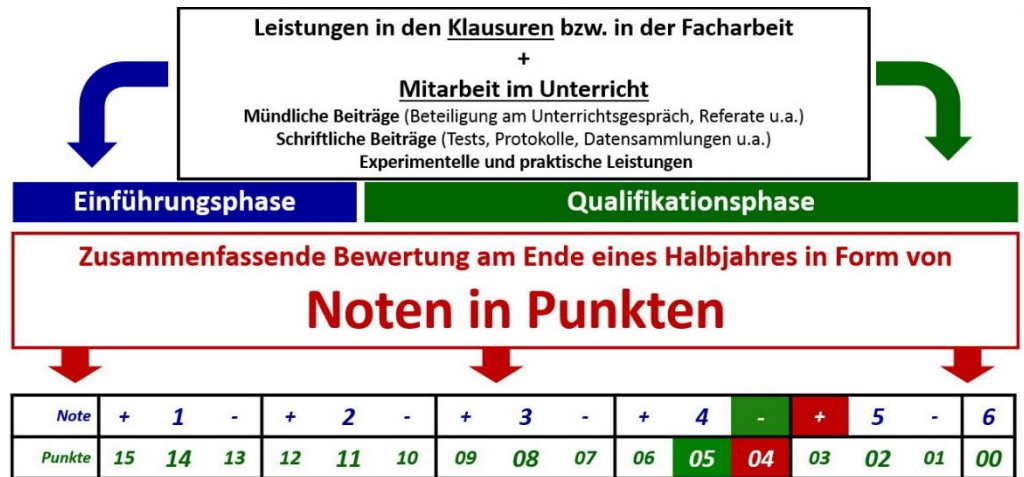 Leistungen in den Klausuren bzw. in der Facharbeit
+
Mitarbeit im Unterricht
Mündliche Beiträge (Beteiligung am Unterrichtsgespräch, Referate u.a.)
Schriftliche Beiträge (Tests, Protokolle, Datensammlungen u.a.)
Experimentelle und praktische Leistungen
Einführungsphase Qualifikationsphase
Zusammenfassende Bewertung am Ende eines Halbjahres in Form von
Noten in Punkten
Note + 1 - + 2 - + 3 - + 4 - + 5 - 6
Punkte 15 14 13 12 11 10 09 08 07 06 05 04 03 02 01 00